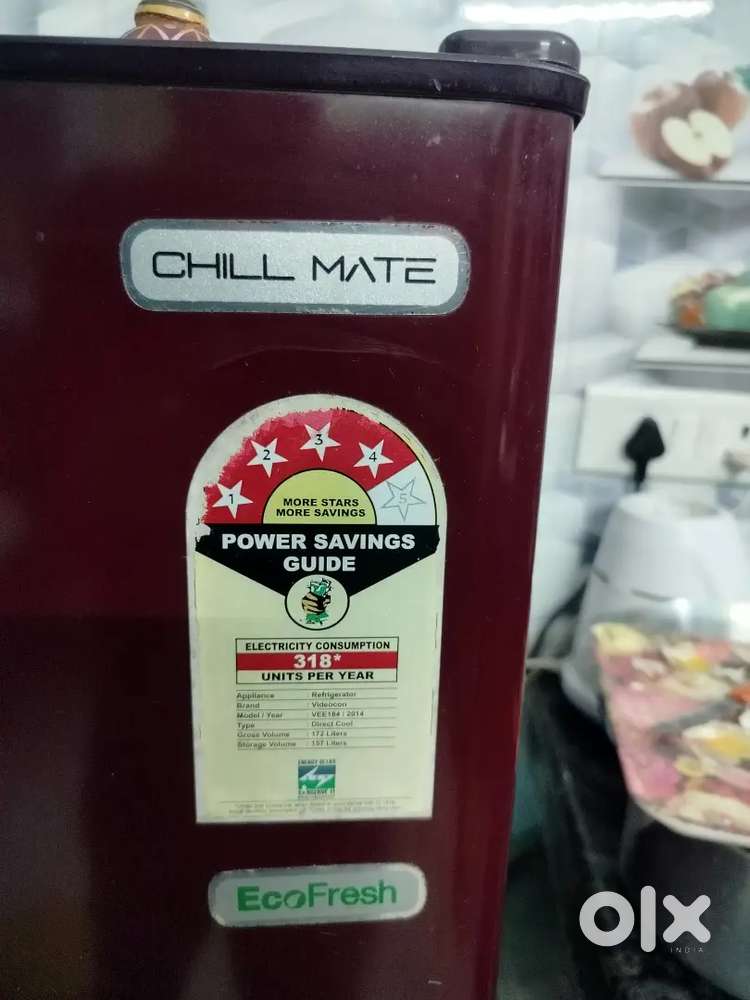 CHILL MATE
1 2 3 4 5
MORE STARS
MORE SAVINGS
POWER SAVINGS
GUIDE
ELECTRICITY CONSUMPTION
318*
UNITS PER YEAR
Appliance : Refrigerator
Brand : Videocon
Model / Year : VEE184 / 2014
Type : Direct Cool
Gross Volume : 172 Liters
Storage Volume : 157 Liters
EcoFresh
olx
INDIA